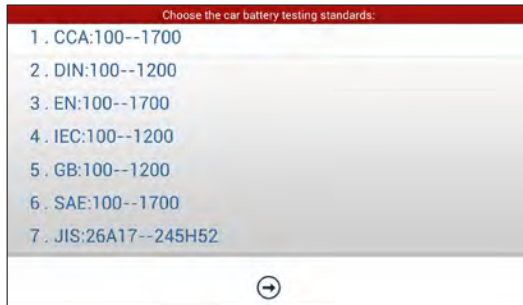 Choose the car battery testing standards:
1 . CCA:100--1700
2 . DIN:100--1200
3 . EN:100--1700
4 . IEC:100--1200
5 . GB:100--1200
6 . SAE:100--1700
7 . JIS:26A17--245H52